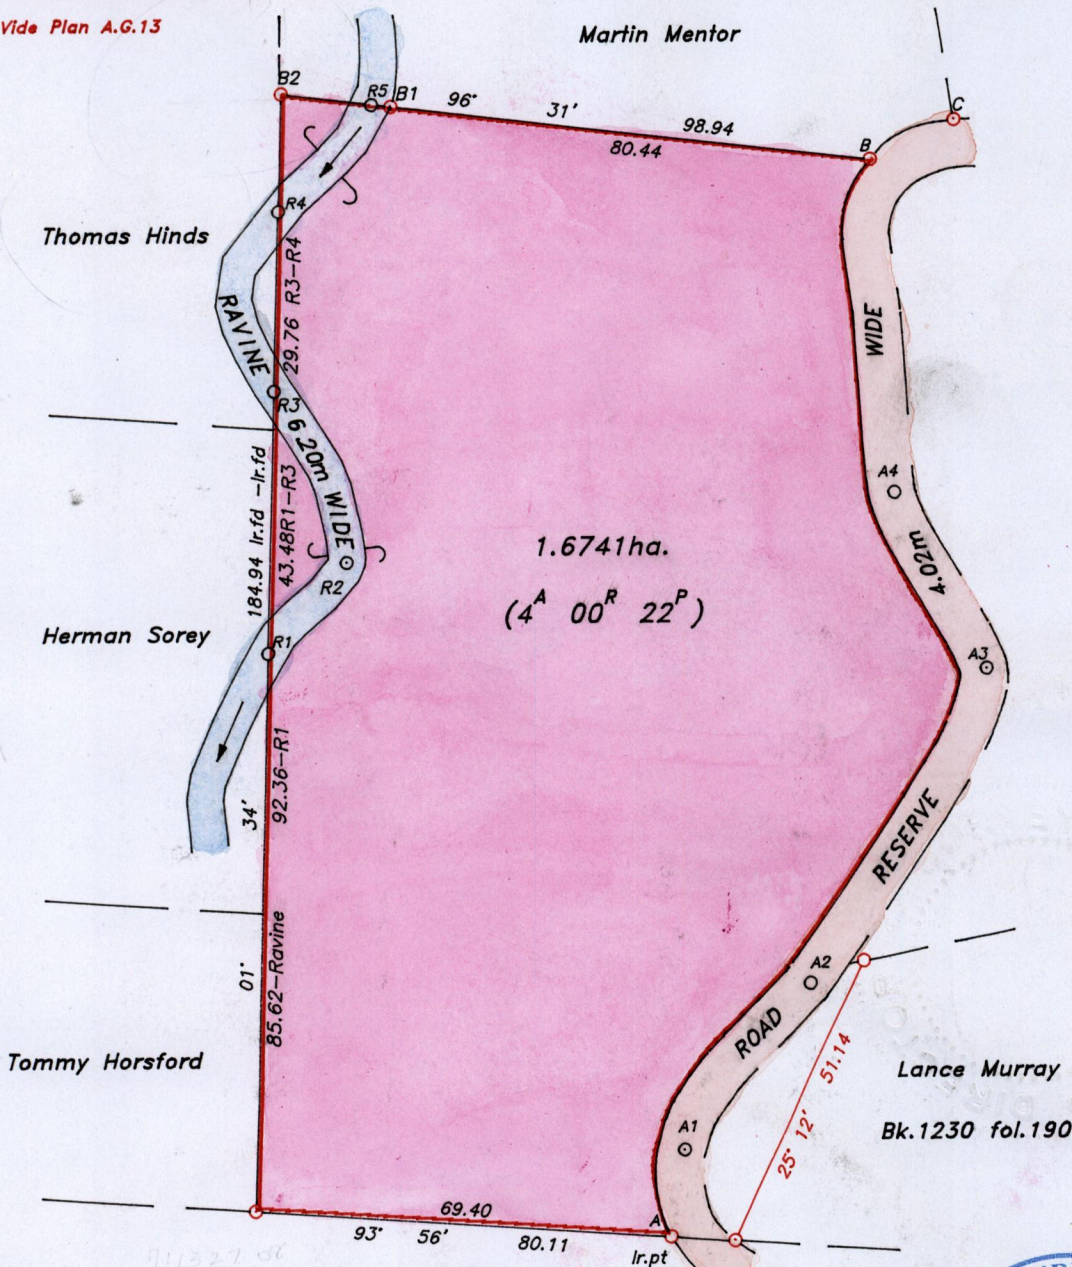 Vide Plan A.G.13
Martin Mentor
B2
R5
B1
96° 31' 98.94
80.44
B
C
R4
Thomas Hinds
29.76 R3-R4
RAVINE 6.20m WIDE
R3
184.94 Ir.fd -Ir.fd
43.48R1-R3
R2
WIDE
A4
4.02m
1.6741ha.
(4A 00R 22P)
Herman Sorey
R1
A3
92.36-R1
34'
RESERVE
01°
85.62-Ravine
A2
ROAD
Tommy Horsford
51.14
25° 12'
Lance Murray
Bk.1230 fol.190
A1
69.40
A
93° 56' 80.11
Ir.pt